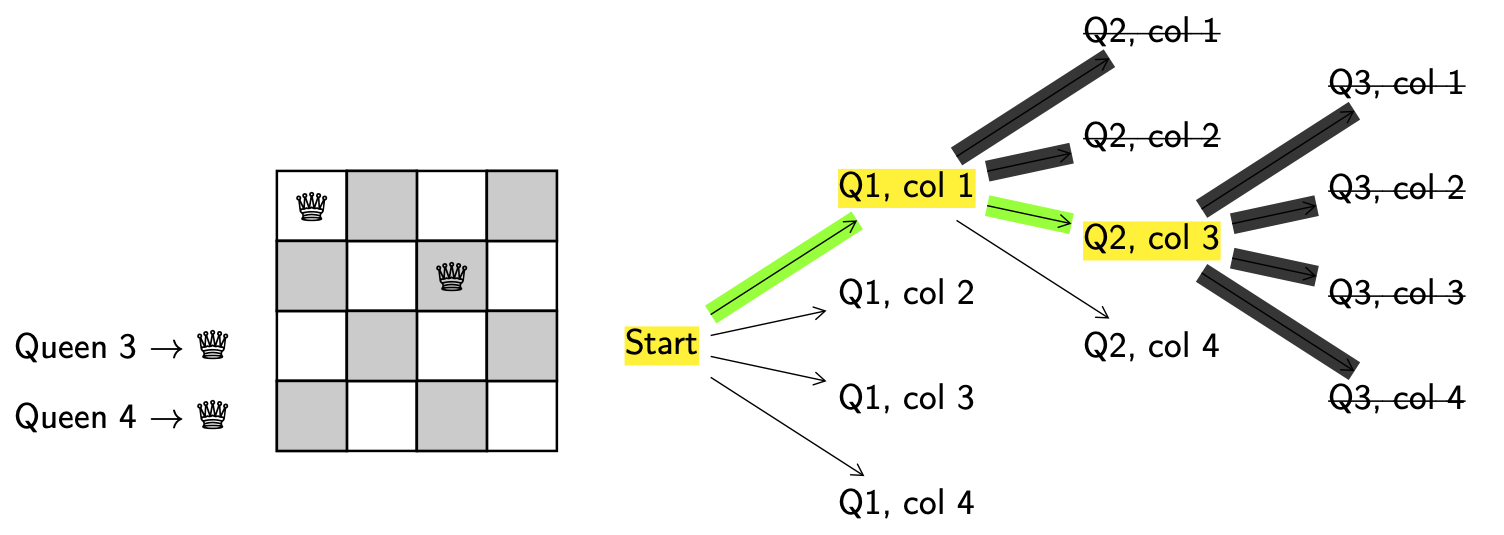 Queen 3 → ♛
Queen 4 → ♛
Start
Q1, col 1
Q1, col 2
Q1, col 3
Q1, col 4
Q2, col 1
Q2, col 2
Q2, col 3
Q2, col 4
Q3, col 1
Q3, col 2
Q3, col 3
Q3, col 4